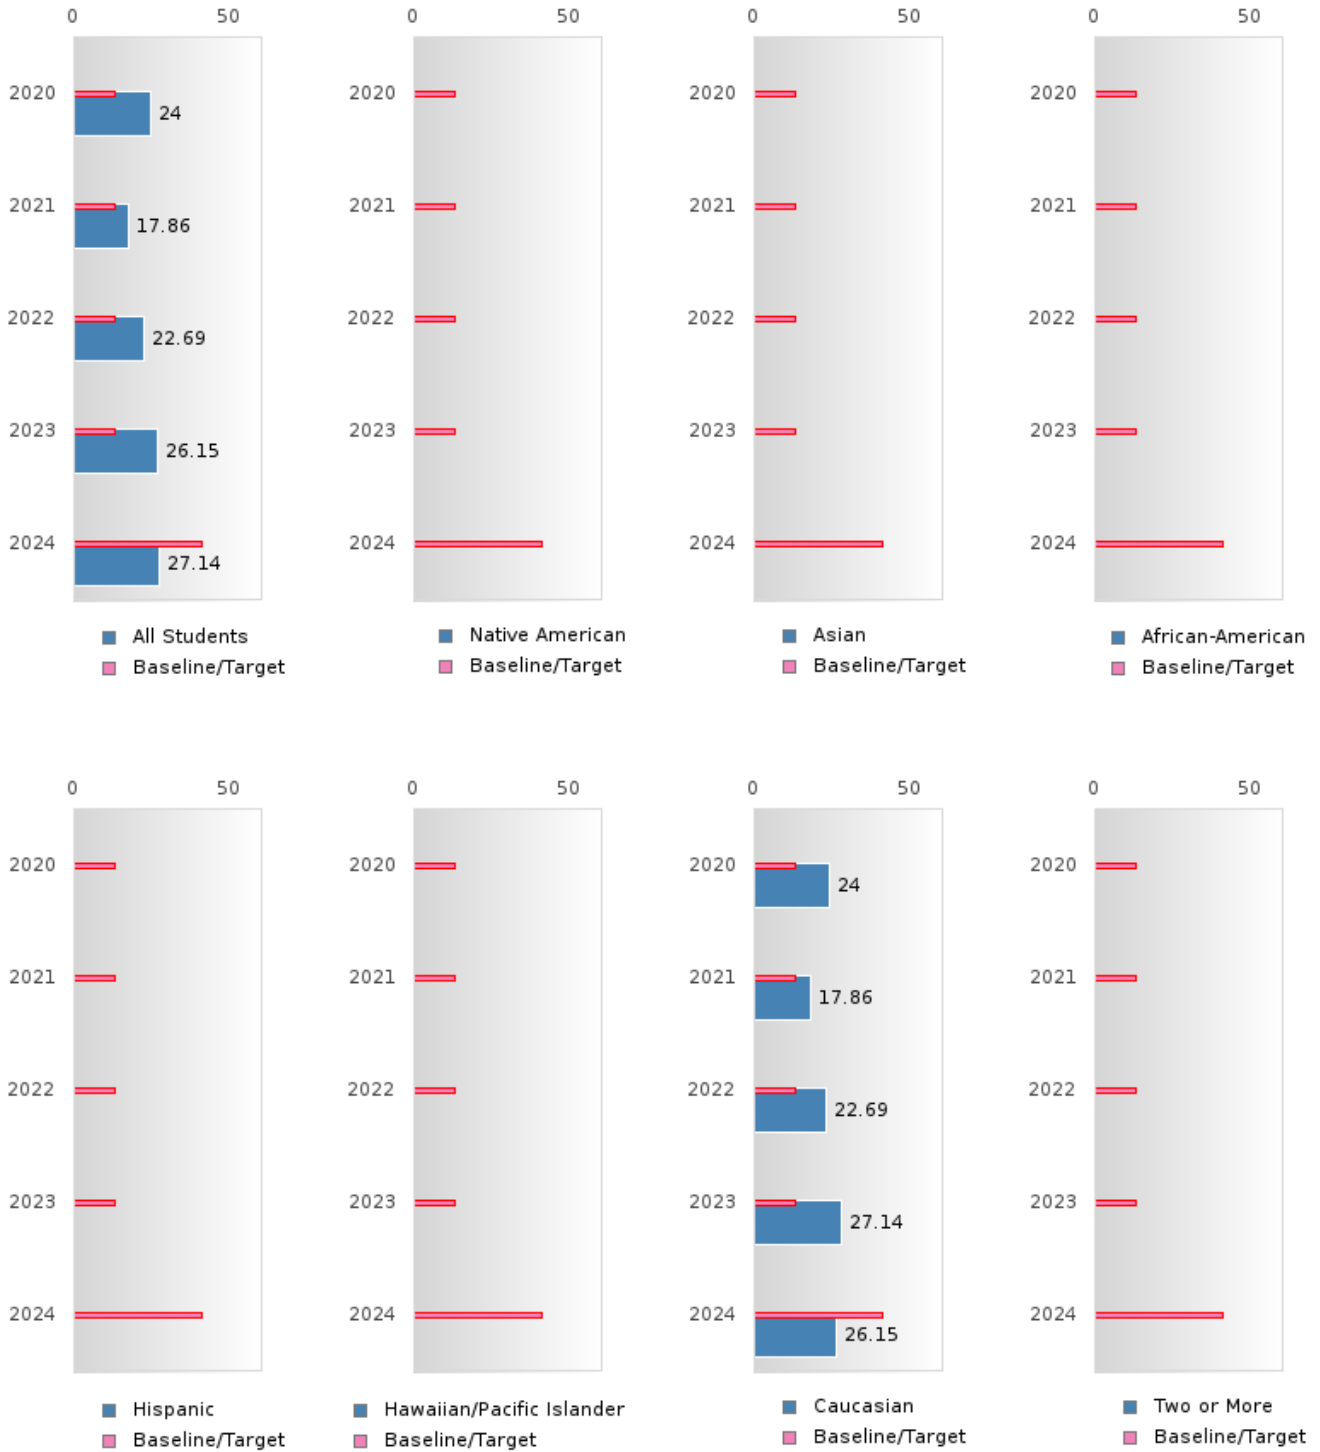 0 50 0 50 0 50 0 50
2020 24 2020 2020 2020
2021 17.86 2021 2021 2021
2022 22.69 2022 2022 2022
2023 26.15 2023 2023 2023
2024 27.14 2024 2024 2024
All Students Native American Asian African-American
Baseline/Target Baseline/Target Baseline/Target Baseline/Target
0 50 0 50 0 50 0 50
2020 2020 2020 24 2020
2021 2021 2021 17.86 2021
2022 2022 2022 22.69 2022
2023 2023 2023 27.14 2023
2024 2024 2024 26.15 2024
Hispanic Hawaiian/Pacific Islander Caucasian Two or More
Baseline/Target Baseline/Target Baseline/Target Baseline/Target